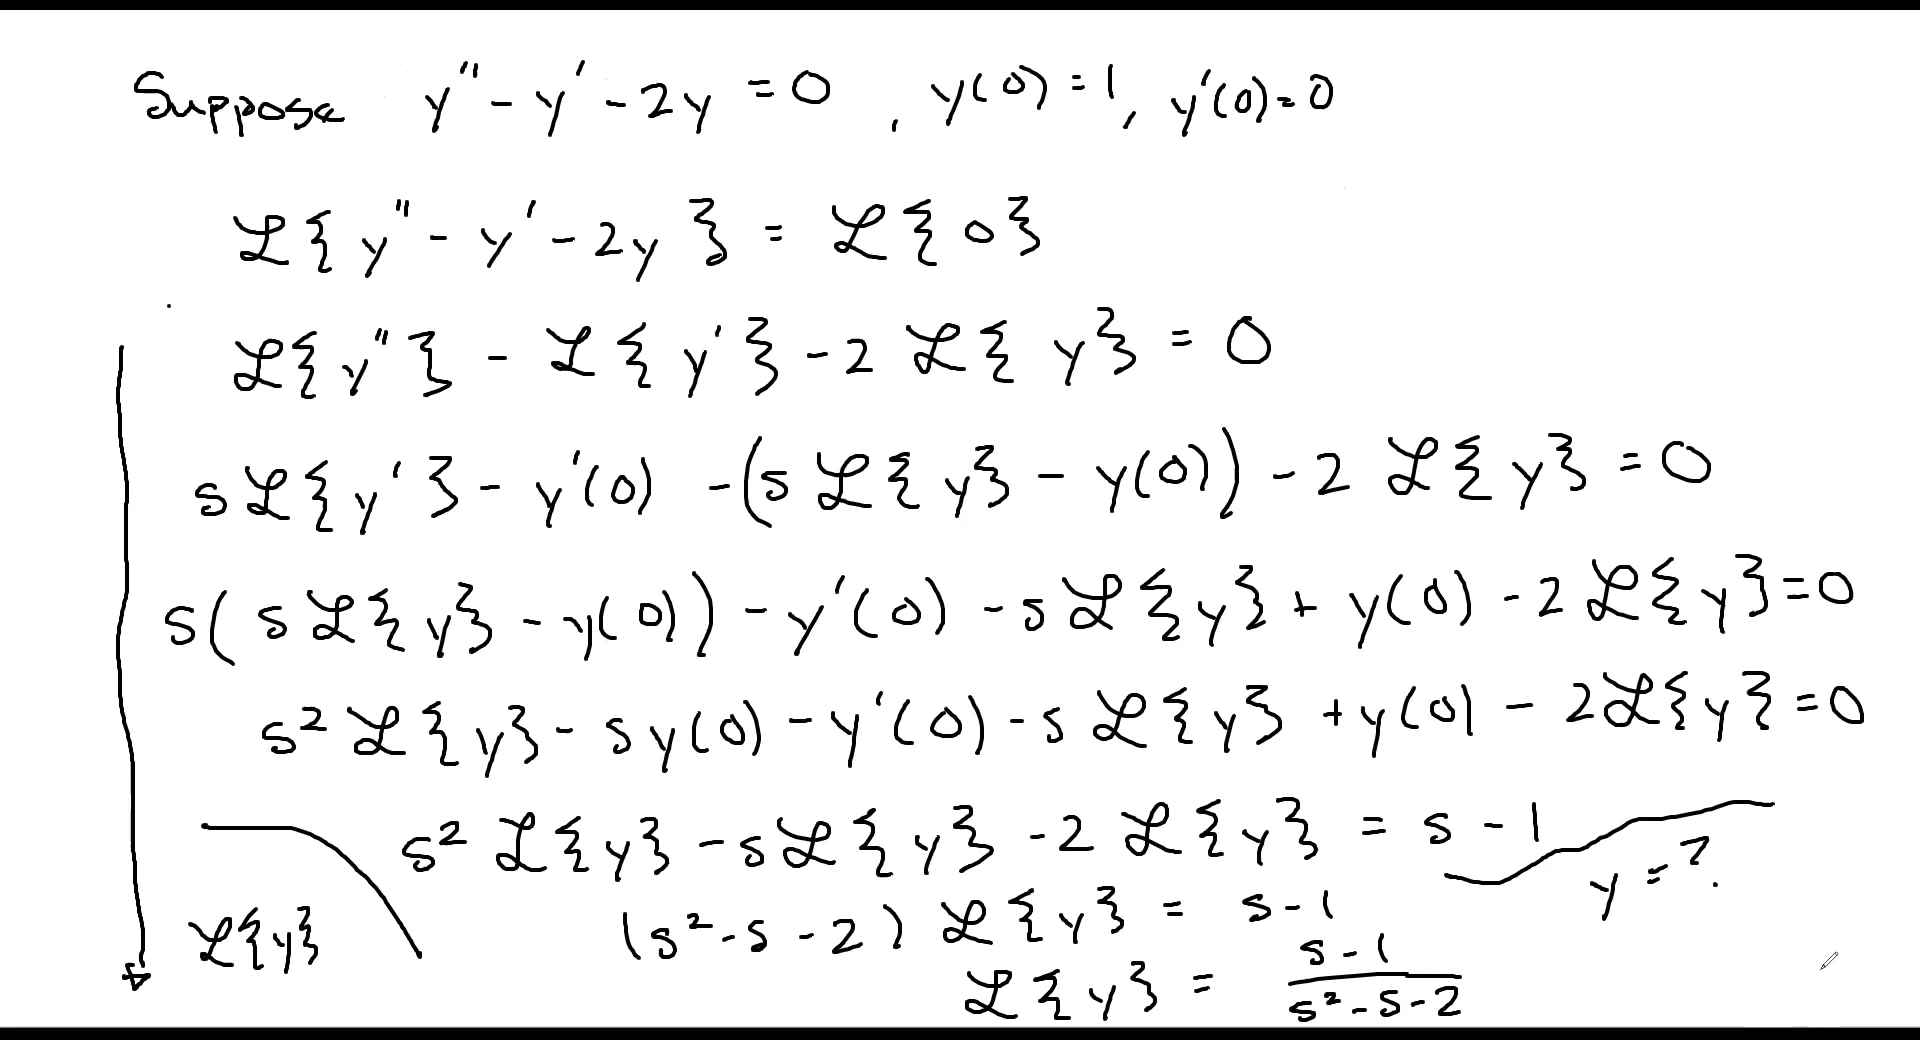 Suppose y'' - y' - 2y = 0 , y(0) = 1, y'(0) = 0
ℒ{y'' - y' - 2y} = ℒ{0}
ℒ{y''} - ℒ{y'} - 2ℒ{y} = 0
sℒ{y'} - y'(0) - (sℒ{y} - y(0)) - 2ℒ{y} = 0
s(sℒ{y} - y(0)) - y'(0) - sℒ{y} + y(0) - 2ℒ{y} = 0
s²ℒ{y} - sy(0) - y'(0) - sℒ{y} + y(0) - 2ℒ{y} = 0
s²ℒ{y} - sℒ{y} - 2ℒ{y} = s - 1
y = ?
(s² - s - 2)ℒ{y} = s - 1
ℒ{y}
ℒ{y} = \frac{s - 1}{s² - s - 2}